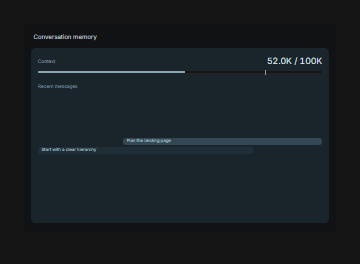 Conversation memory
Context
52.0K / 100K
Recent messages
Plan the landing page
Start with a clear hierarchy